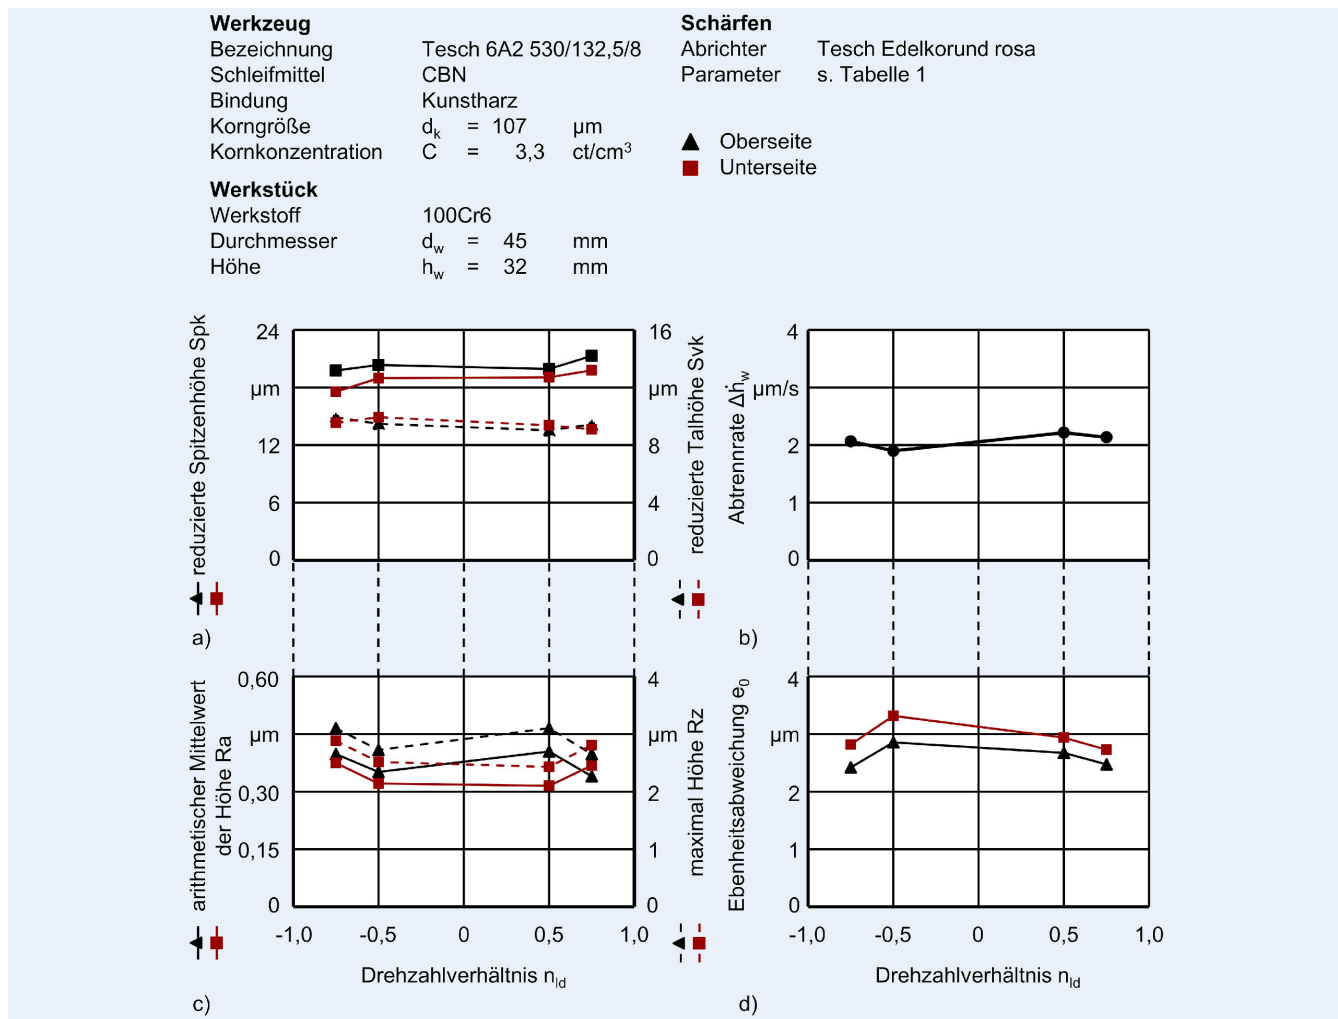 Werkzeug
Bezeichnung Tesch 6A2 530/132,5/8
Schleifmittel CBN
Bindung Kunstharz
Korngröße dk = 107 µm
Kornkonzentration C = 3,3 ct/cm³
Werkstück
Werkstoff 100Cr6
Durchmesser dw = 45 mm
Höhe hw = 32 mm
Schärfen
Abrichter Tesch Edelkorund rosa
Parameter s. Tabelle 1
Oberseite
Unterseite
reduzierte Spitzenhöhe Spk
24
µm
12
6
0
16
µm
8
4
0
reduzierte Talhöhe Svk
a)
Abtrennrate Δḣw
4
µm/s
2
1
0
b)
arithmetischer Mittelwert
der Höhe Ra
0,60
µm
0,30
0,15
0
4
µm
2
1
0
maximal Höhe Rz
-1,0 -0,5 0 0,5 1,0
Drehzahlverhältnis nld
c)
Ebenheitsabweichung e0
4
µm
2
1
0
-1,0 -0,5 0 0,5 1,0
Drehzahlverhältnis nld
d)